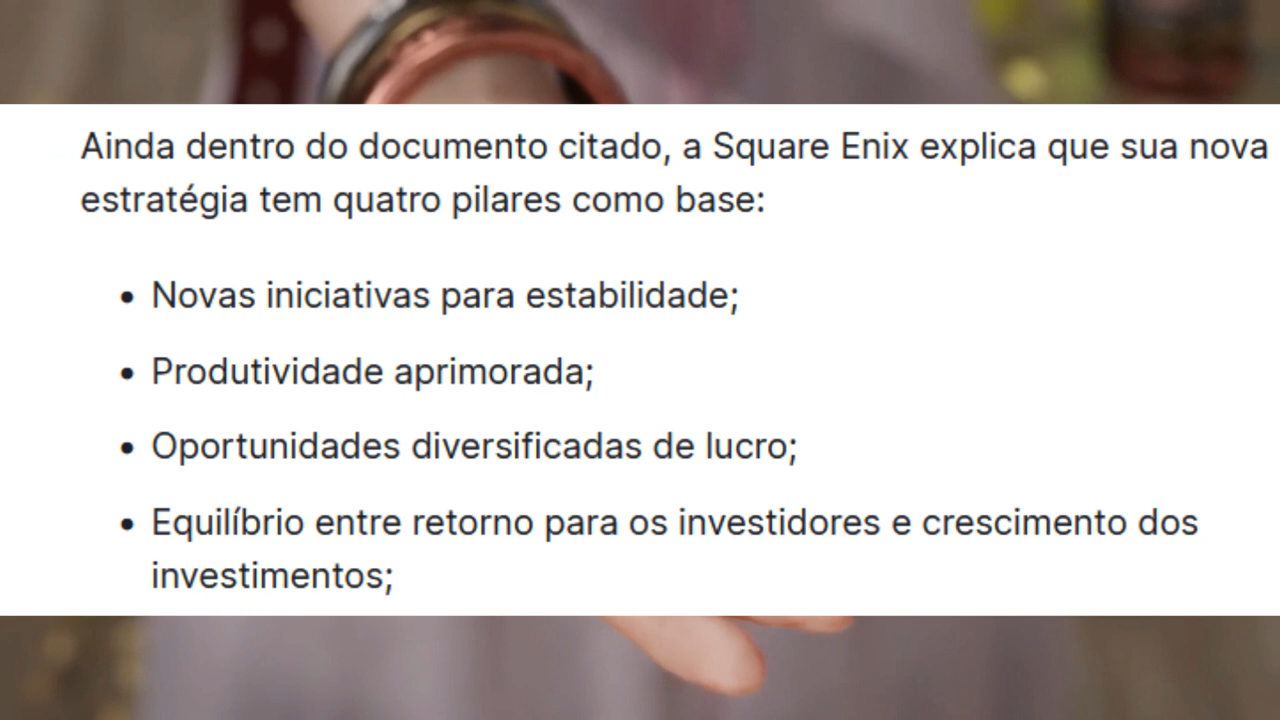 Ainda dentro do documento citado, a Square Enix explica que sua nova
estratégia tem quatro pilares como base:
• Novas iniciativas para estabilidade;
• Produtividade aprimorada;
• Oportunidades diversificadas de lucro;
• Equilíbrio entre retorno para os investidores e crescimento dos
investimentos;